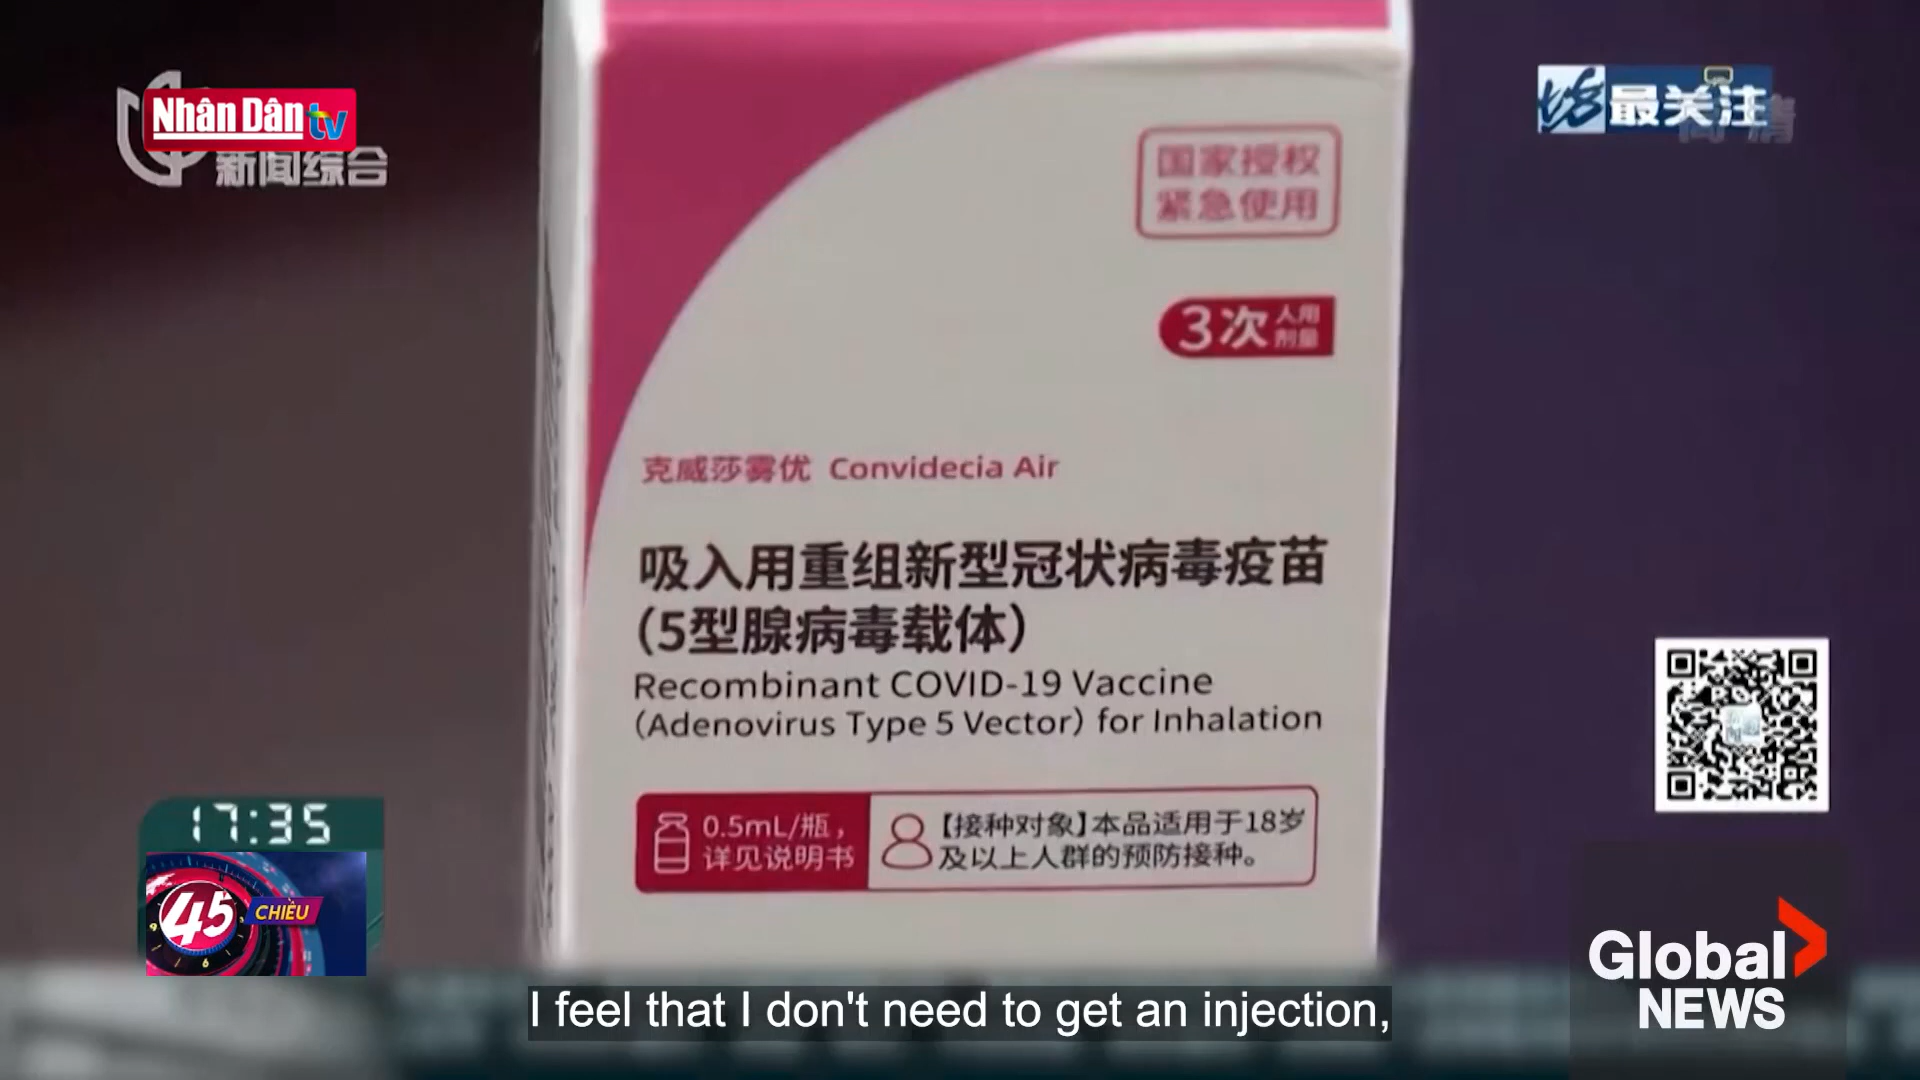 Nhân Dân tv
新闻综合
最关注
国家授权
紧急使用
3次 人用
剂量
克威莎雾优 Convidecia Air
吸入用重组新型冠状病毒疫苗
(5型腺病毒载体)
Recombinant COVID-19 Vaccine
(Adenovirus Type 5 Vector) for Inhalation
0.5mL/瓶，
详见说明书
【接种对象】本品适用于18岁
及以上人群的预防接种。
17:35
45 CHIỀU
Global
NEWS
I feel that I don't need to get an injection,